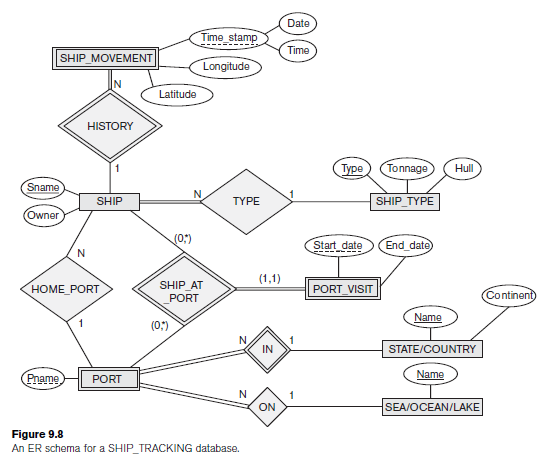 Date
Time_stamp
SHIP_MOVEMENT
Time
Longitude
N
Latitude
HISTORY
1
Type
Tonnage
Hull
Sname
SHIP
N
TYPE
1
SHIP_TYPE
Owner
(0,*)
Start_date
End_date
N
HOME_PORT
SHIP_AT
_PORT
(1,1)
PORT_VISIT
Continent
1
(0,*)
Name
N
IN
1
STATE/COUNTRY
Pname
PORT
Name
N
ON
1
SEA/OCEAN/LAKE
Figure 9.8
An ER schema for a SHIP_TRACKING database.